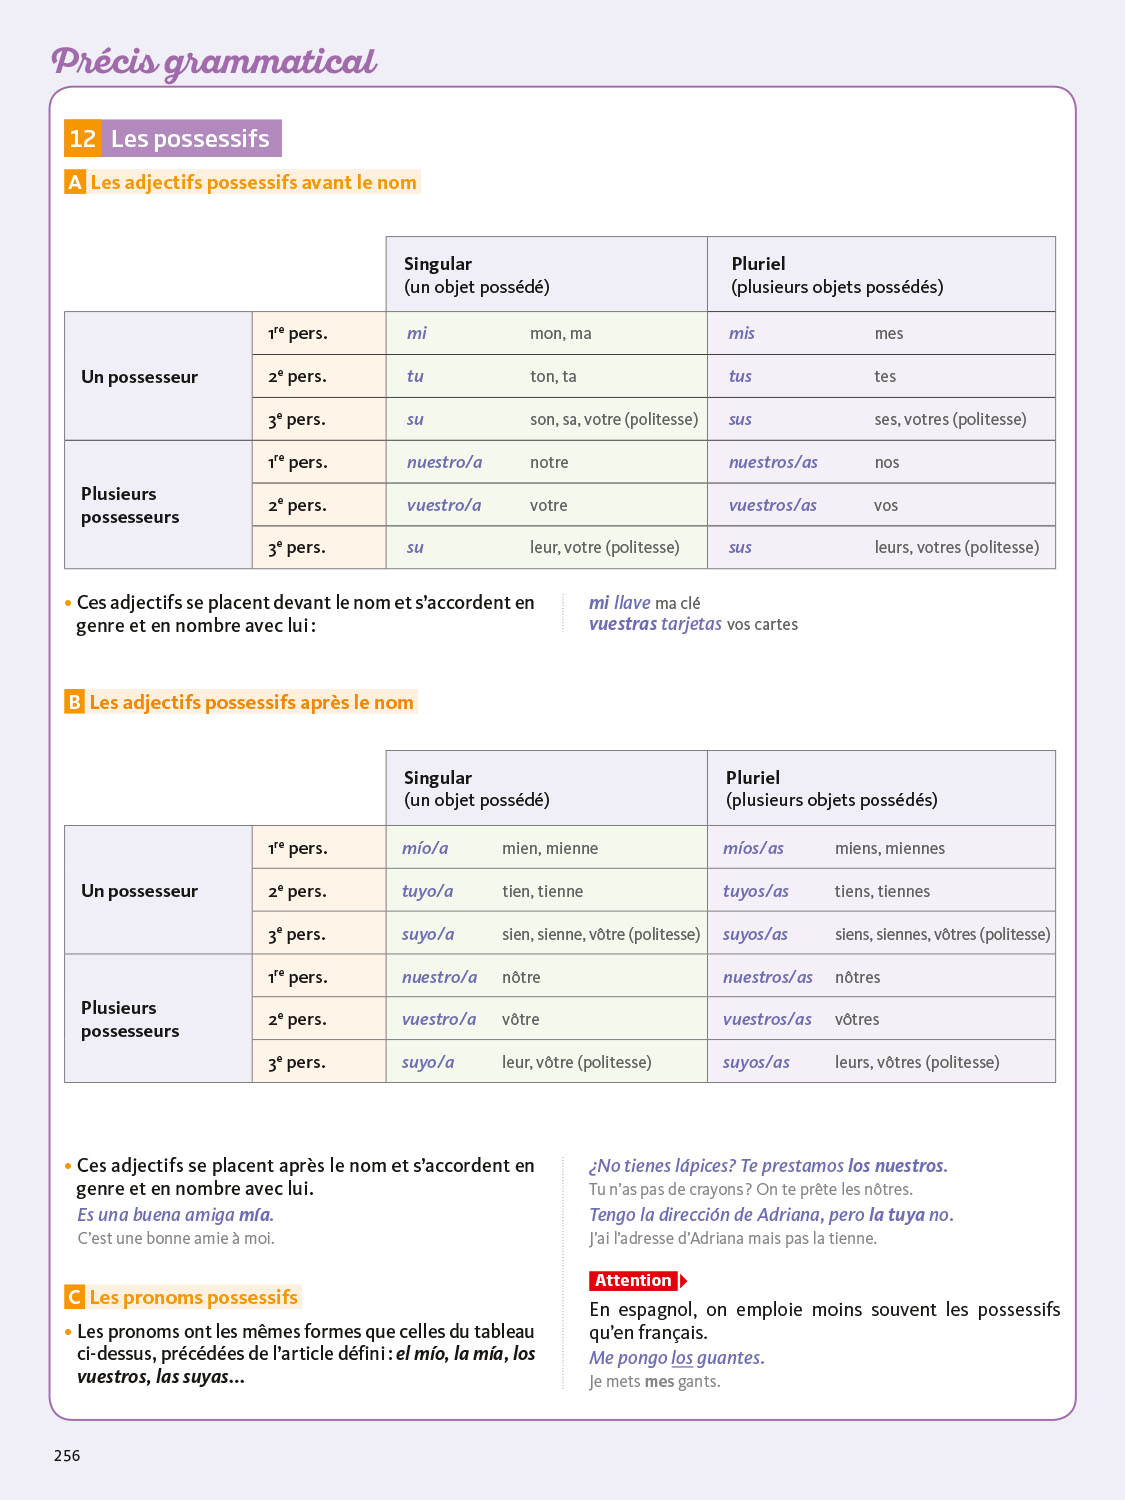 Précis grammatical
12 Les possessifs
A Les adjectifs possessifs avant le nom
Singular Pluriel
(un objet possédé) (plusieurs objets possédés)
Un possesseur
1re pers. mi mon, ma mis mes
2e pers. tu ton, ta tus tes
3e pers. su son, sa, votre (politesse) sus ses, votres (politesse)
Plusieurs
possesseurs
1re pers. nuestro/a notre nuestros/as nos
2e pers. vuestro/a votre vuestros/as vos
3e pers. su leur, votre (politesse) sus leurs, votres (politesse)
• Ces adjectifs se placent devant le nom et s'accordent en
genre et en nombre avec lui :
mi llave ma clé
vuestras tarjetas vos cartes
B Les adjectifs possessifs après le nom
Singular Pluriel
(un objet possédé) (plusieurs objets possédés)
Un possesseur
1re pers. mío/a mien, mienne míos/as miens, miennes
2e pers. tuyo/a tien, tienne tuyos/as tiens, tiennes
3e pers. suyo/a sien, sienne, vôtre (politesse) suyos/as siens, siennes, vôtres (politesse)
Plusieurs
possesseurs
1re pers. nuestro/a nôtre nuestros/as nôtres
2e pers. vuestro/a vôtre vuestros/as vôtres
3e pers. suyo/a leur, vôtre (politesse) suyos/as leurs, vôtres (politesse)
• Ces adjectifs se placent après le nom et s'accordent en
genre et en nombre avec lui.
Es una buena amiga mía.
C'est une bonne amie à moi.
C Les pronoms possessifs
• Les pronoms ont les mêmes formes que celles du tableau
ci-dessus, précédées de l'article défini : el mío, la mía, los
vuestros, las suyas...
¿No tienes lápices? Te prestamos los nuestros.
Tu n'as pas de crayons ? On te prête les nôtres.
Tengo la dirección de Adriana, pero la tuya no.
J'ai l'adresse d'Adriana mais pas la tienne.
Attention
En espagnol, on emploie moins souvent les possessifs
qu'en français.
Me pongo los guantes.
Je mets mes gants.
256